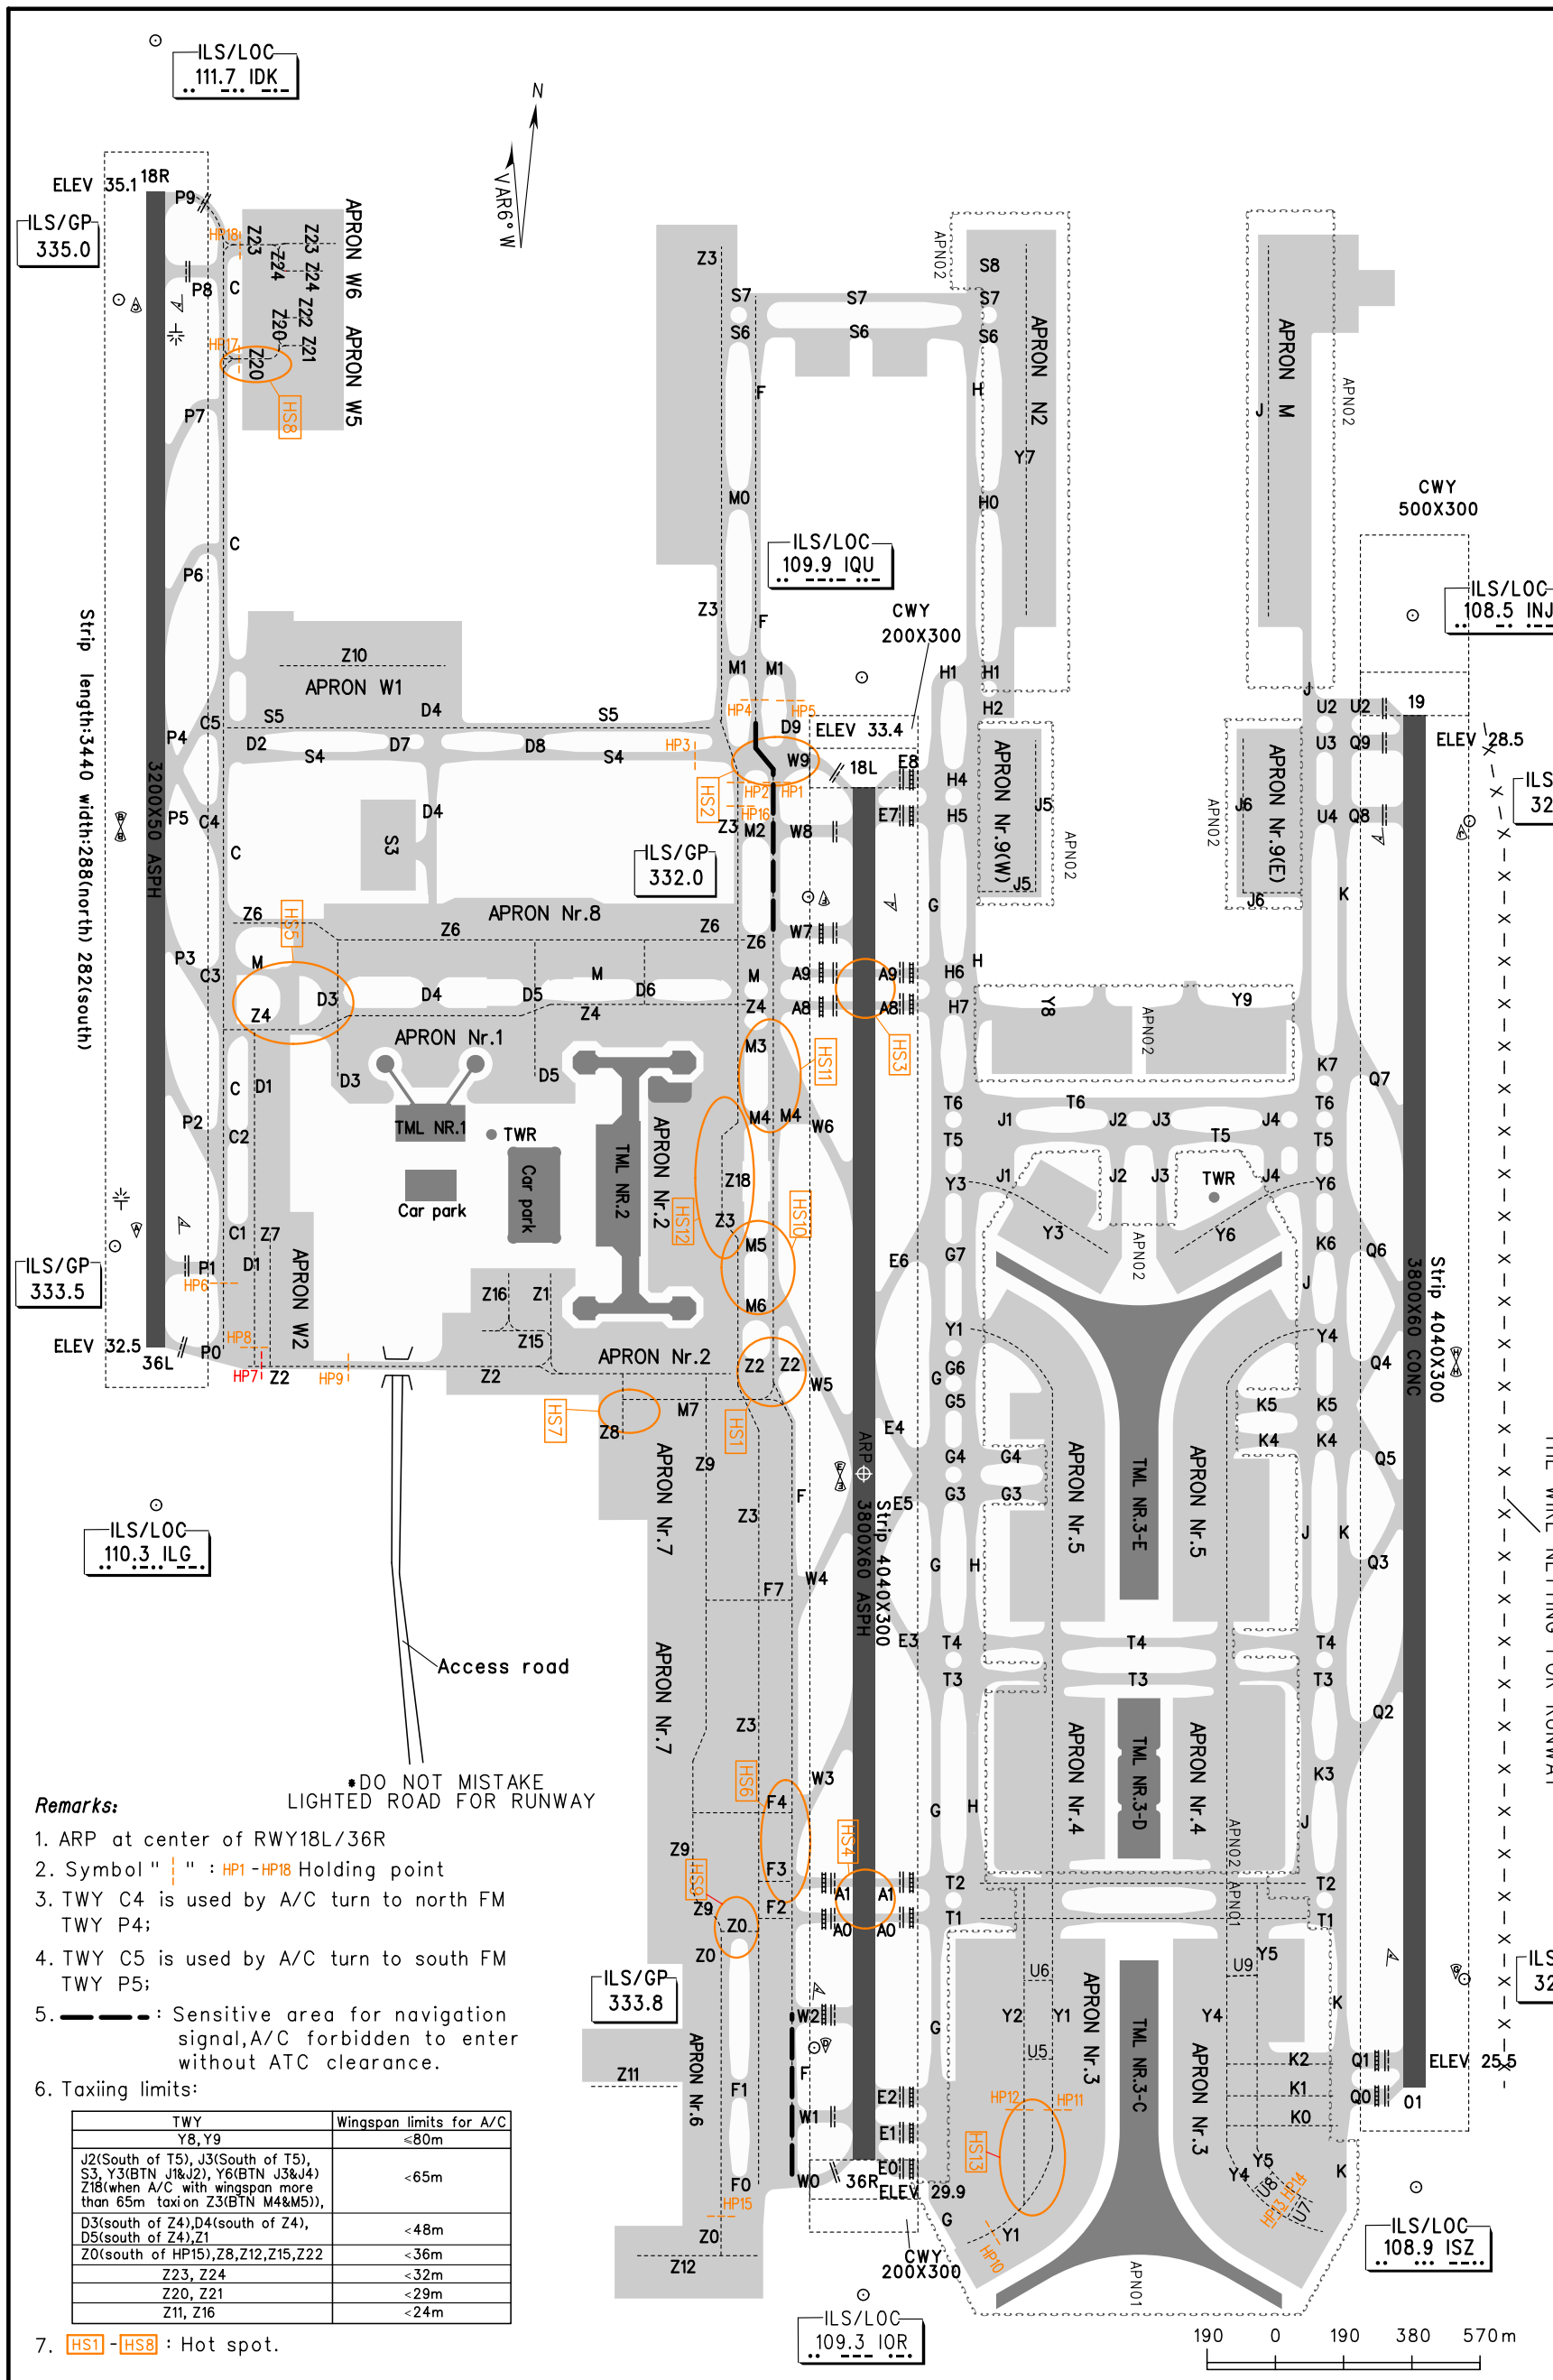 ILS/LOC
111.7 IDK
N
VAR6° W
ELEV 35.1
18R
ILS/GP
335.0
P9
HP18
Z23
Z23
Z24
Z24
APRON W6
P8
C
Z22
Z20
Z21
HP17
Z20
APRON W5
HS8
P7
C
P6
Strip length:3440 width:288(north) 282(south)
3200X50 ASPH
Z10
APRON W1
C5
S5
D4
S5
P4
D2
D7
D8
S4
S4
HP3
P5
C4
D4
S3
C
Z6
HS5
APRON Nr.8
Z6
Z6
Z6
P3
C3
M
M
M
Z4
D3
D4
D5
D6
Z4
Z4
APRON Nr.1
C
D1
D3
D5
P2
C2
TML NR.1
TWR
Car park
Car park
TML NR.2
APRON Nr.2
C1
Z7
D1
APRON W2
P1
HP6
ILS/GP
333.5
ELEV 32.5
36L
P0
HP8
HP7
Z2
HP9
Z16
Z1
Z15
Z2
APRON Nr.2
M7
Z8
HS7
HS1
ILS/LOC
110.3 ILG
Access road
*DO NOT MISTAKE
LIGHTED ROAD FOR RUNWAY
Z3
S7
S7
S7
S6
S6
S6
S8
APN02
F
H
APRON N2
Y7
M0
H0
ILS/LOC
109.9 IQU
CWY
200X300
Z3
F
M1
M1
H1
H1
H2
HP4
HP5
D9
ELEV 33.4
W9
18L
E8
H4
HS2
HP2
HP1
HP16
Z3
M2
W8
E7
H5
ILS/GP
332.0
W7
G
A9
A9
H6
H
A8
A8
H7
HS3
M3
HS11
M4
M4
W6
Z18
HS12
Z3
M5
HS10
M6
Z2
Z2
W5
E6
E4
ARP
E5
Strip 4040X300
3800X60 ASPH
Z9
Z3
F
APRON Nr.7
F7
W4
E3
APRON Nr.7
Z3
HS6
W3
F4
Z9
F3
HS4
HS9
Z9
F2
Z0
Z0
A1
A1
A0
A0
ILS/GP
333.8
W2
F
Z11
APRON Nr.6
F1
E2
W1
E1
F0
W0
E0
36R
ELEV 29.9
HP15
Z0
Z12
CWY
200X300
ILS/LOC
109.3 IOR
APRON M
J
APN02
CWY
500X300
ILS/LOC
108.5 INJ
J
U2
U2
19
U3
Q9
ELEV 28.5
U4
Q8
APRON Nr.9(W)
J5
J5
APN02
APN02
APRON Nr.9(E)
J6
J6
K
Y8
Y9
APN02
K7
Q7
T6
T6
T6
J1
J2
J3
J4
T5
T5
T5
J1
J2
J3
J4
TWR
Y3
Y3
Y6
Y6
APN02
G7
K6
Q6
J
Y1
Y4
G6
Q4
G
G5
K5
K5
G4
G4
K4
K4
Q5
G3
G3
APRON Nr.5
TML NR.3-E
APRON Nr.5
Strip 4040X300
3800X60 CONC
G
H
J
K
Q3
T4
T4
T4
T3
T3
T3
Q2
APRON Nr.4
TML NR.3-D
APRON Nr.4
K3
G
H
J
APN02
APN01
T2
T2
T1
T1
Y5
U6
U9
Y2
Y1
APRON Nr.3
TML NR.3-C
Y4
APRON Nr.3
K
G
U5
K2
Q1
ELEV 25.5
K1
Q0
01
HP12
HP11
K0
HS13
Y4
Y5
K
U8
HP14
HP13
U7
G
Y1
HP10
APN01
ILS/LOC
108.9 ISZ
190 0 190 380 570m
Remarks:
1. ARP at center of RWY18L/36R
2. Symbol " ¦ " : HP1 -HP18 Holding point
3. TWY C4 is used by A/C turn to north FM
TWY P4;
4. TWY C5 is used by A/C turn to south FM
TWY P5;
5. : Sensitive area for navigation
signal,A/C forbidden to enter
without ATC clearance.
6. Taxiing limits:
TWY Wingspan limits for A/C
Y8,Y9 ≤80m
J2(South of T5), J3(South of T5),
S3, Y3(BTN J1&J2), Y6(BTN J3&J4)
Z18(when A/C with wingspan more
than 65m taxi on Z3(BTN M4&M5)),
<65m
D3(south of Z4),D4(south of Z4),
D5(south of Z4),Z1
<48m
Z0(south of HP15),Z8,Z12,Z15,Z22 <36m
Z23, Z24 <32m
Z20, Z21 <29m
Z11, Z16 <24m
7. HS1 - HS8 : Hot spot.